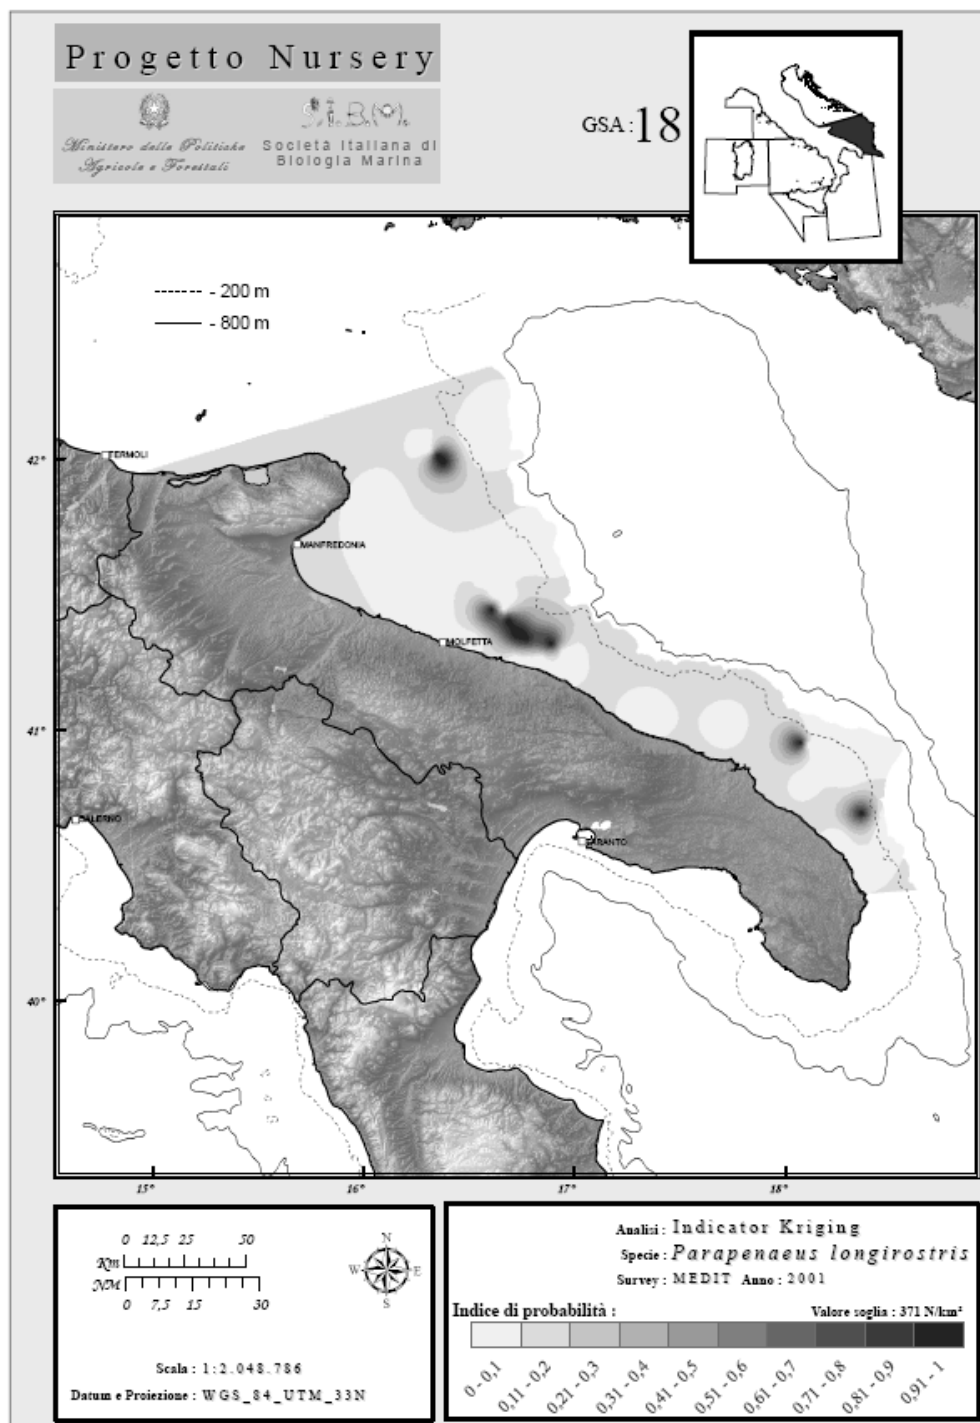 Progetto Nursery
Ministero delle Politiche
Agricole e Forestali
S.I.B.M.
Società Italiana di
Biologia Marina
GSA : 18
- 200 m
- 800 m
42°
41°
40°
TERMOLI
MANFREDONIA
MOLFETTA
SALERNO
TARANTO
15° 16° 17° 18°
0 12,5 25 50
Km
NM
0 7,5 15 30
N
W E
S
Scala : 1:2.048.786
Datum e Proiezione : WGS_84_UTM_33N
Analisi : Indicator Kriging
Specie : Parapenaeus longirostris
Survey : MEDIT Anno : 2001
Indice di probabilità : Valore soglia : 371 N/km²
0 - 0,1 0,11 - 0,2 0,21 - 0,3 0,31 - 0,4 0,41 - 0,5 0,51 - 0,6 0,61 - 0,7 0,71 - 0,8 0,81 - 0,9 0,91 - 1